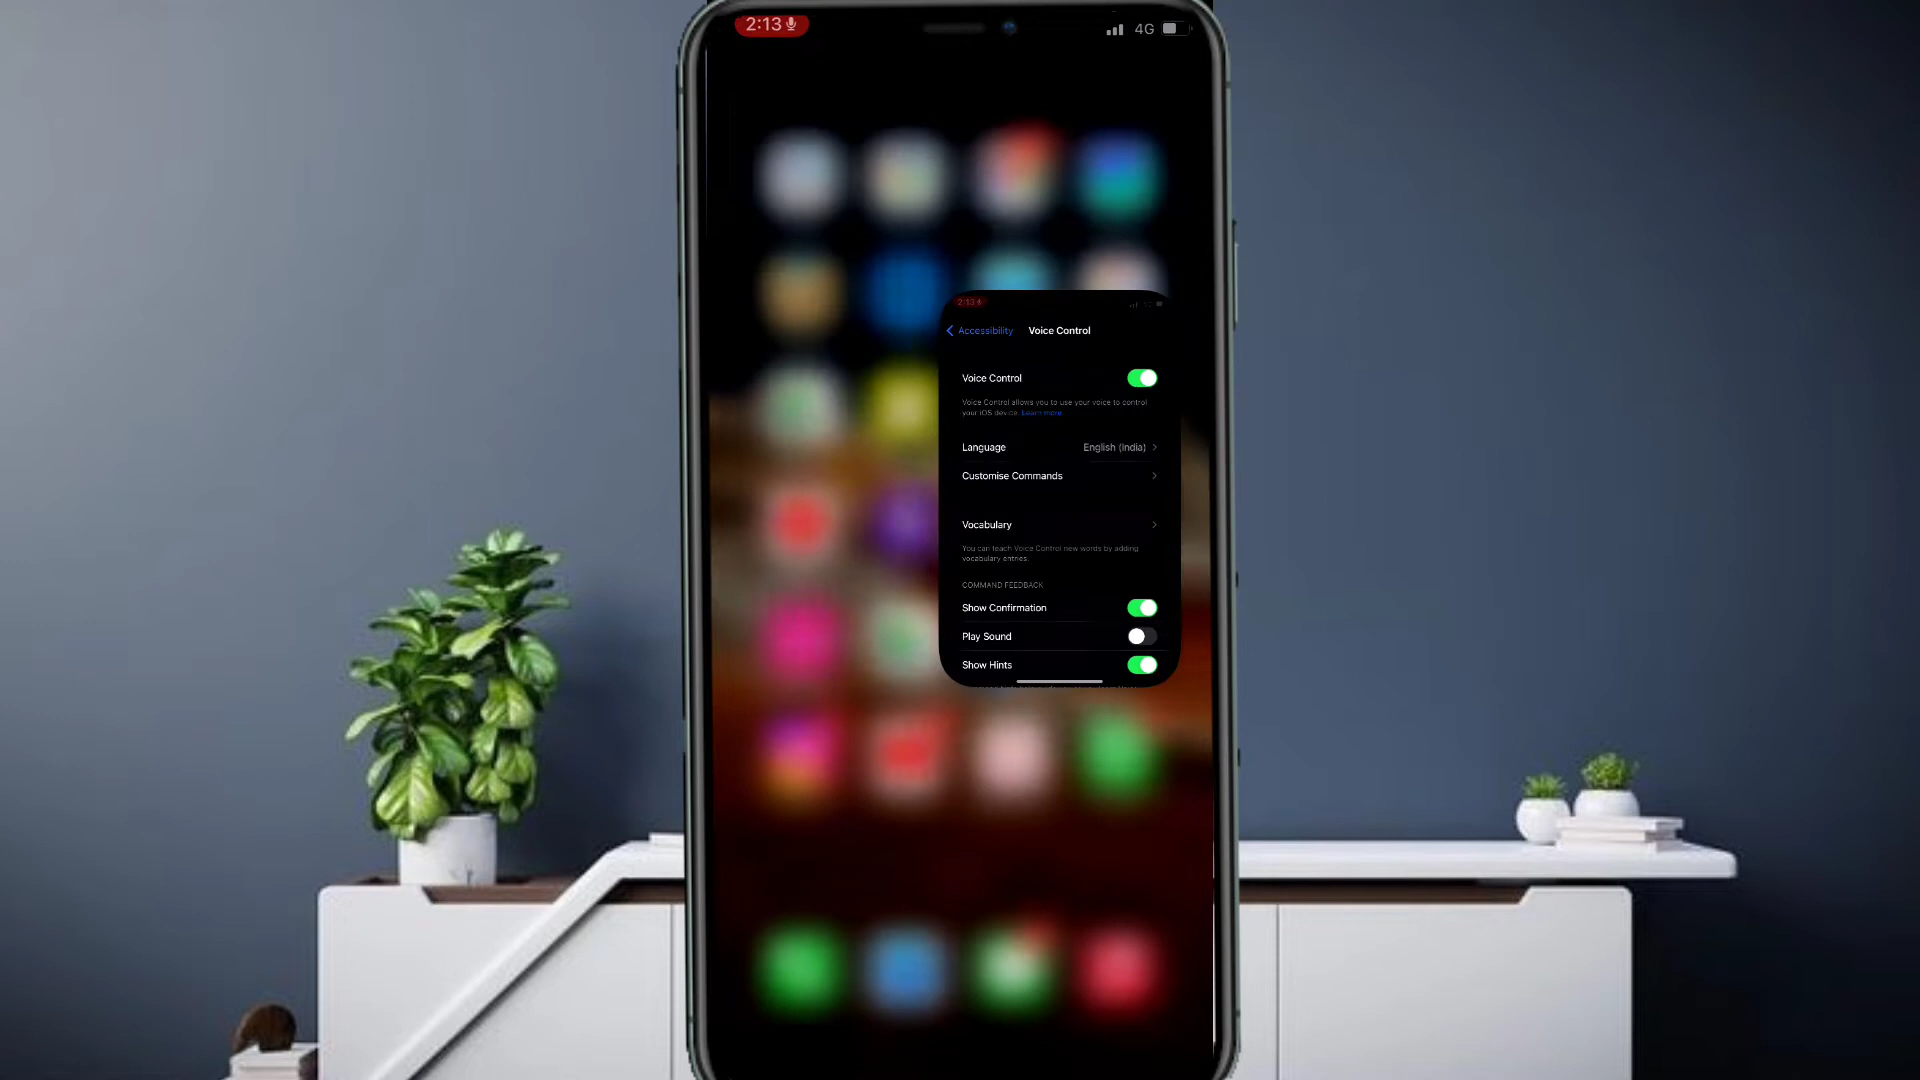 2:13
4G
2:13
Accessibility Voice Control
Voice Control
Voice Control allows you to use your voice to control
your iOS device. Learn more
Language English (India)
Customise Commands
Vocabulary
You can teach Voice Control new words by adding
vocabulary entries.
COMMAND FEEDBACK
Show Confirmation
Play Sound
Show Hints